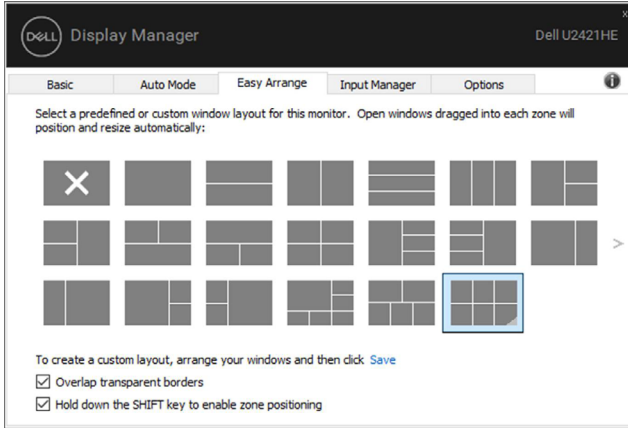 DELL Display Manager
Dell U2421HE
Basic Auto Mode Easy Arrange Input Manager Options
Select a predefined or custom window layout for this monitor. Open windows dragged into each zone will
position and resize automatically:
To create a custom layout, arrange your windows and then click Save
Overlap transparent borders
Hold down the SHIFT key to enable zone positioning